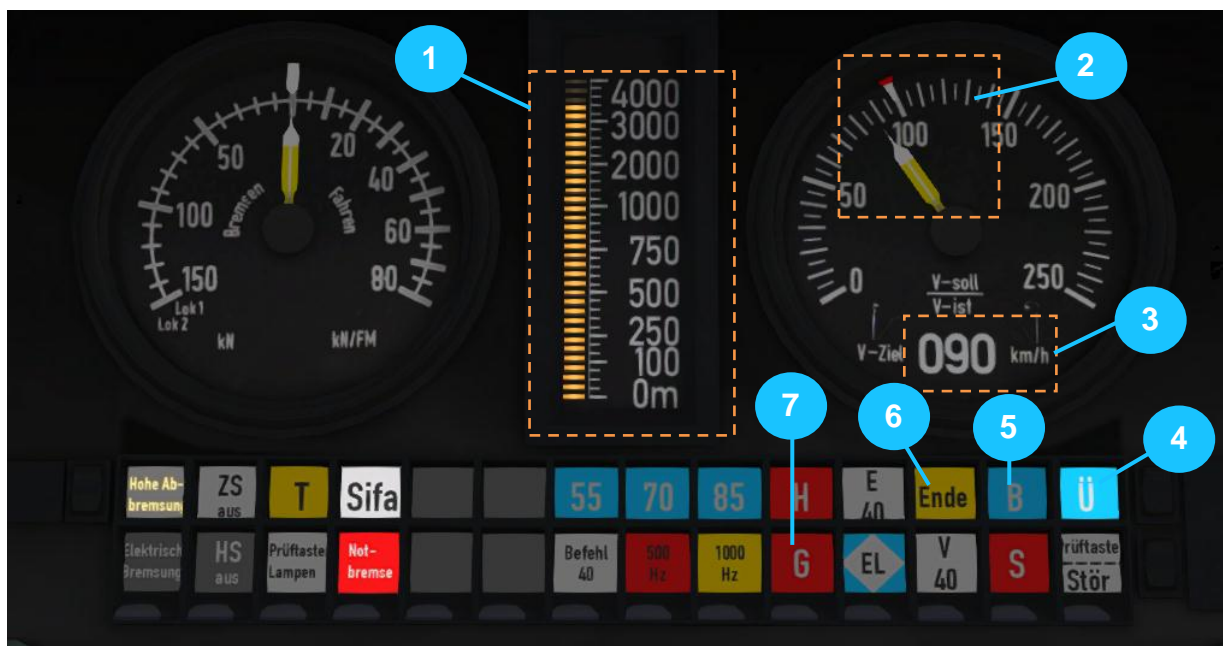 1
2
3
4
5
6
7
50
100
150
Bremsen
20
40
60
80
Fahren
Lok 1
Lok 2
kN
kN/FM
4000
3000
2000
1000
750
500
250
100
0m
0
50
100
150
200
250
V-soll
V-ist
V-Ziel
090
km/h
Hohe Ab-
bremsung
ZS
aus
T
Sifa
55
70
85
H
E
40
Ende
B
Ü
Elektrisch
Bremsung
HS
aus
Prüftaste
Lampen
Not-
bremse
Befehl
40
500
Hz
1000
Hz
G
EL
V
40
S
rüftaste
Stör